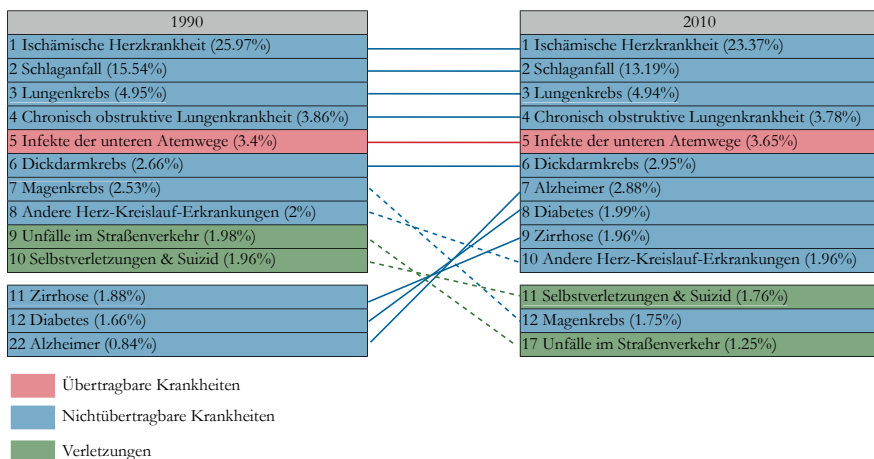 1990
1 Ischämische Herzkrankheit (25.97%)
2 Schlaganfall (15.54%)
3 Lungenkrebs (4.95%)
4 Chronisch obstruktive Lungenkrankheit (3.86%)
5 Infekte der unteren Atemwege (3.4%)
6 Dickdarmkrebs (2.66%)
7 Magenkrebs (2.53%)
8 Andere Herz-Kreislauf-Erkrankungen (2%)
9 Unfälle im Straßenverkehr (1.98%)
10 Selbstverletzungen & Suizid (1.96%)
11 Zirrhose (1.88%)
12 Diabetes (1.66%)
22 Alzheimer (0.84%)
2010
1 Ischämische Herzkrankheit (23.37%)
2 Schlaganfall (13.19%)
3 Lungenkrebs (4.94%)
4 Chronisch obstruktive Lungenkrankheit (3.78%)
5 Infekte der unteren Atemwege (3.65%)
6 Dickdarmkrebs (2.95%)
7 Alzheimer (2.88%)
8 Diabetes (1.99%)
9 Zirrhose (1.96%)
10 Andere Herz-Kreislauf-Erkrankungen (1.96%)
11 Selbstverletzungen & Suizid (1.76%)
12 Magenkrebs (1.75%)
17 Unfälle im Straßenverkehr (1.25%)
Übertragbare Krankheiten
Nichtübertragbare Krankheiten
Verletzungen